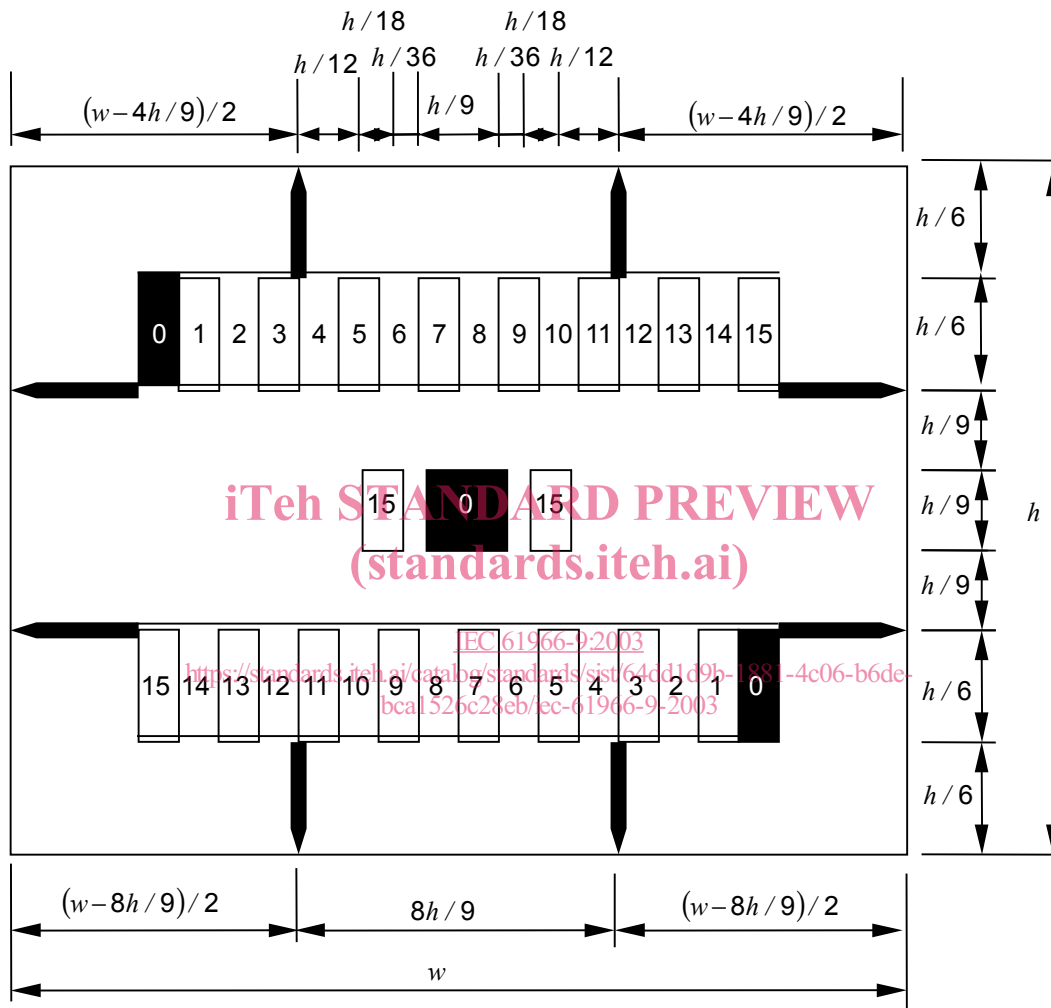 h/18 h/18
h/12 h/36 h/36 h/12
(w−4h/9)/2 h/9 (w−4h/9)/2
h/6
0 1 2 3 4 5 6 7 8 9 10 11 12 13 14 15
h/6
h/9
15 0 15
h/9
h
iTeh STANDARD PREVIEW
(standards.iteh.ai)
h/9
IEC 61966-9:2003
https://standards.iteh.ai/catalog/standards/sist/64dd1d9b-1881-4c06-b6de-
bca1526c28eb/iec-61966-9-2003
15 14 13 12 11 10 9 8 7 6 5 4 3 2 1 0
h/6
h/6
(w−8h/9)/2 8h/9 (w−8h/9)/2
w